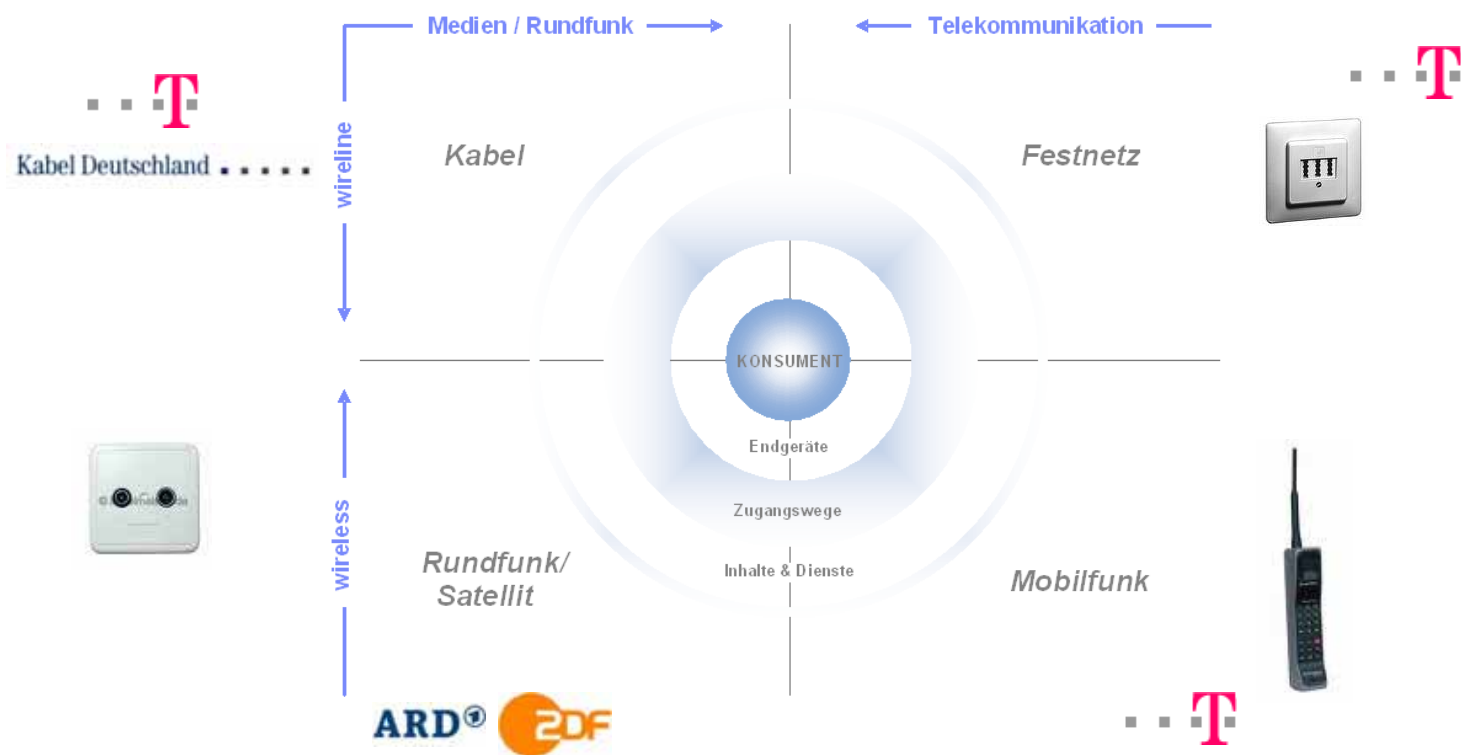 Medien / Rundfunk
Telekommunikation
T
T
Kabel Deutschland
wireline
Kabel
Festnetz
KONSUMENT
Endgeräte
Zugangswege
Inhalte & Dienste
wireless
Rundfunk/
Satellit
Mobilfunk
ARD
ZDF
T